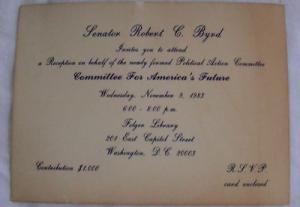 Senator Robert C. Byrd
Invites you to attend
a Reception on behalf of the newly formed Political Action Committee
Committee For America's Future
Wednesday, November 9, 1983
6:00 - 8:00 p.m.
Folger Library
201 East Capitol Street
Washington, D.C. 20003
Contribution $1,000
R.S.V.P.
card enclosed